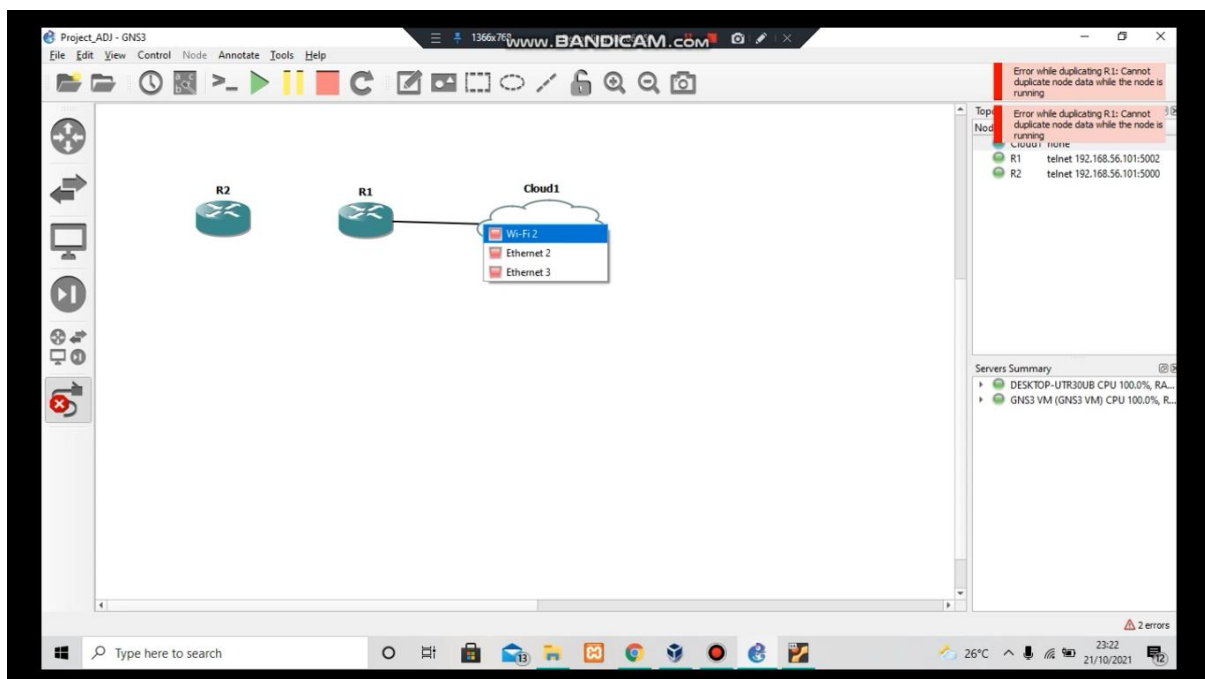 Project_ADJ - GNS3
1366x768
www.BANDICAM.com
File Edit View Control Node Annotate Tools Help
Error while duplicating R1: Cannot
duplicate node data while the node is
running
Error while duplicating R1: Cannot
duplicate node data while the node is
running
Cloud1 none
R1 telnet 192.168.56.101:5002
R2 telnet 192.168.56.101:5000
R2
R1
Cloud1
Wi-Fi 2
Ethernet 2
Ethernet 3
Servers Summary
DESKTOP-UTR30UB CPU 100.0%, RA...
GNS3 VM (GNS3 VM) CPU 100.0%, R...
2 errors
Type here to search
13
26°C
23:22
21/10/2021
12